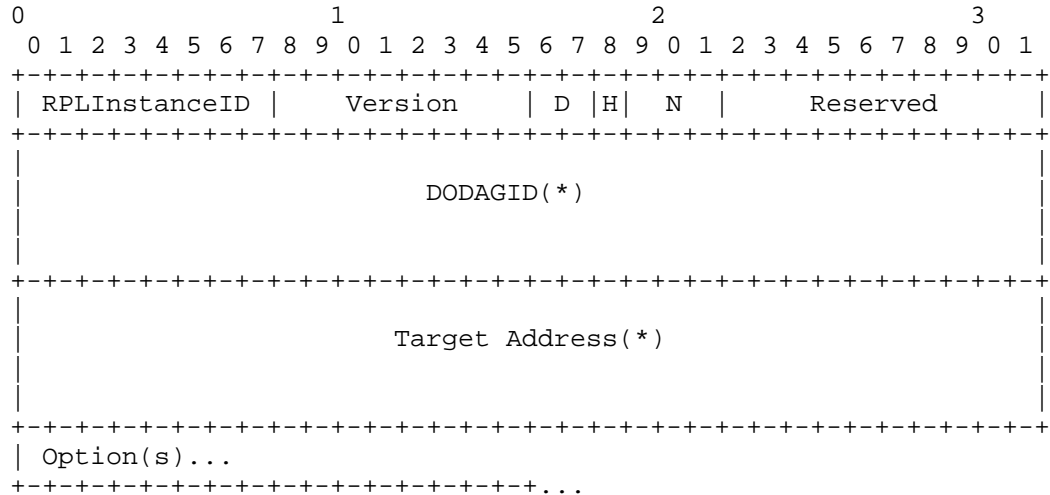 0                   1                   2                   3
 0 1 2 3 4 5 6 7 8 9 0 1 2 3 4 5 6 7 8 9 0 1 2 3 4 5 6 7 8 9 0 1
+-+-+-+-+-+-+-+-+-+-+-+-+-+-+-+-+-+-+-+-+-+-+-+-+-+-+-+-+-+-+-+-+
| RPLInstanceID |    Version    | D |H|  N  |     Reserved      |
+-+-+-+-+-+-+-+-+-+-+-+-+-+-+-+-+-+-+-+-+-+-+-+-+-+-+-+-+-+-+-+-+
|                                                               |
|                         DODAGID(*)                            |
|                                                               |
|                                                               |
+-+-+-+-+-+-+-+-+-+-+-+-+-+-+-+-+-+-+-+-+-+-+-+-+-+-+-+-+-+-+-+-+
|                                                               |
|                       Target Address(*)                       |
|                                                               |
|                                                               |
+-+-+-+-+-+-+-+-+-+-+-+-+-+-+-+-+-+-+-+-+-+-+-+-+-+-+-+-+-+-+-+-+
| Option(s)...
+-+-+-+-+-+-+-+-+-+-+-+-+-+-+-+-+...